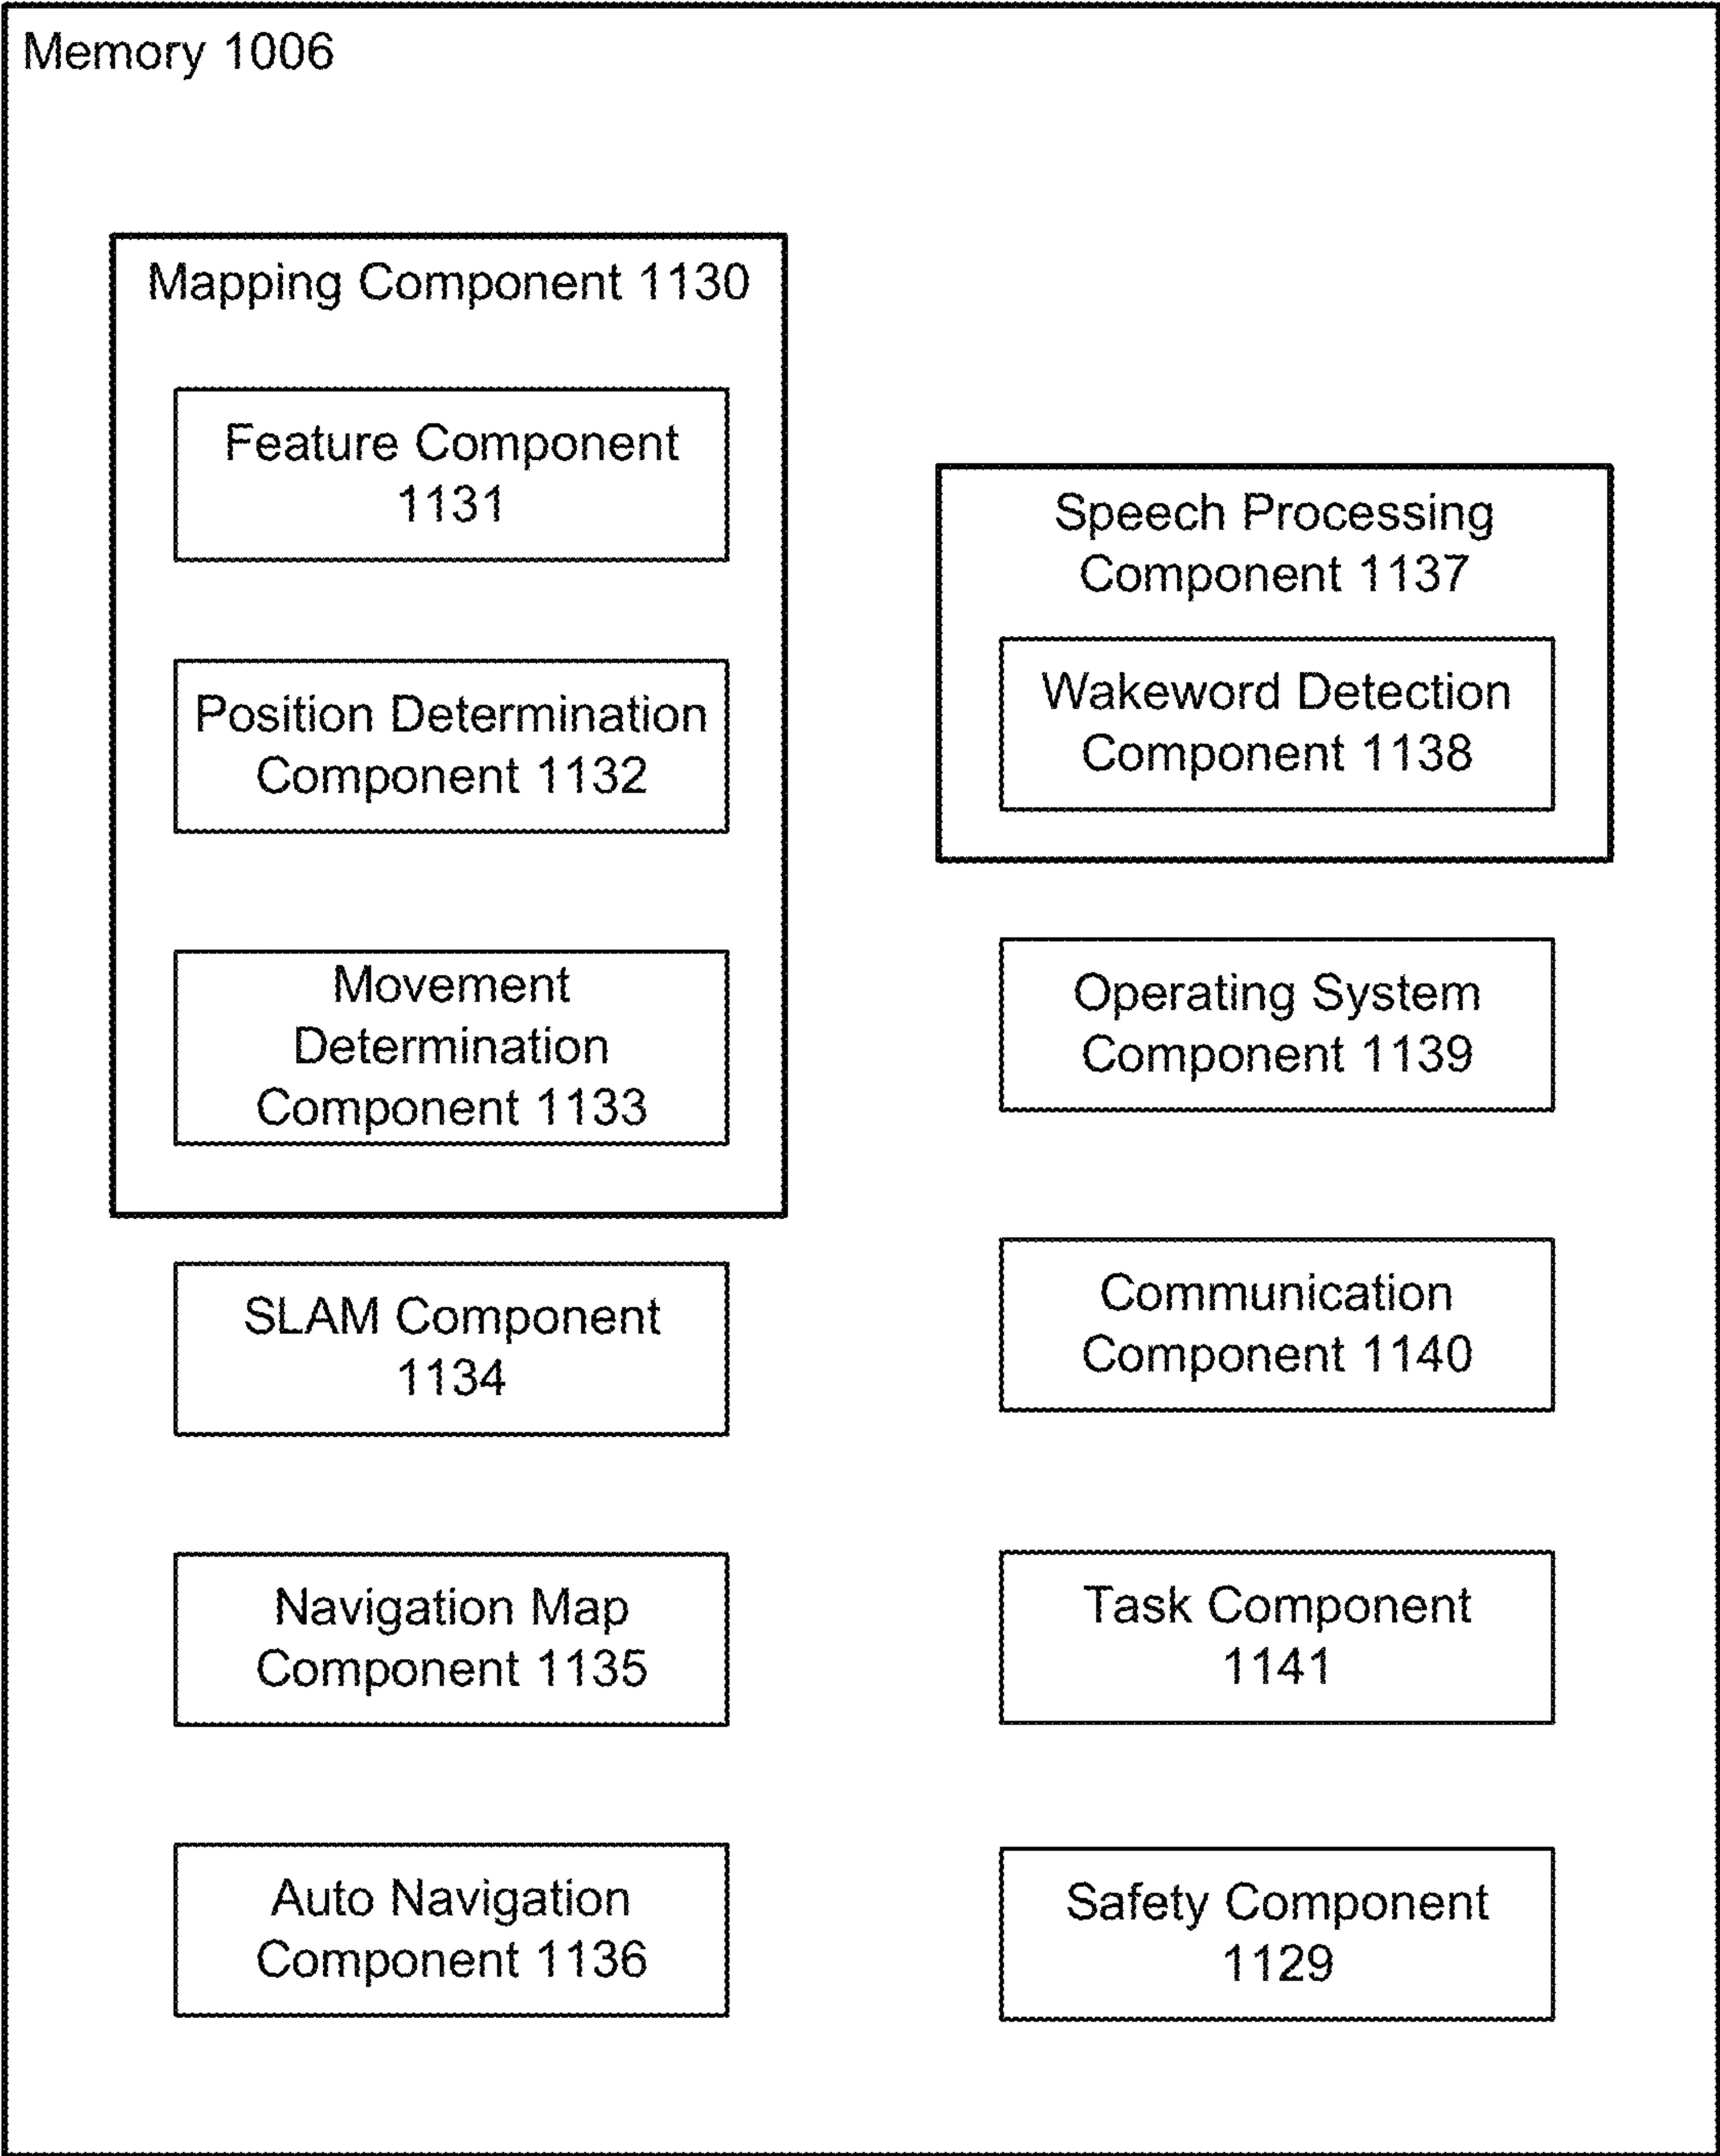 Memory 1006
Mapping Component 1130
Feature Component
1131
Position Determination
Component 1132
Movement
Determination
Component 1133
SLAM Component
1134
Navigation Map
Component 1135
Auto Navigation
Component 1136
Speech Processing
Component 1137
Wakeword Detection
Component 1138
Operating System
Component 1139
Communication
Component 1140
Task Component
1141
Safety Component
1129